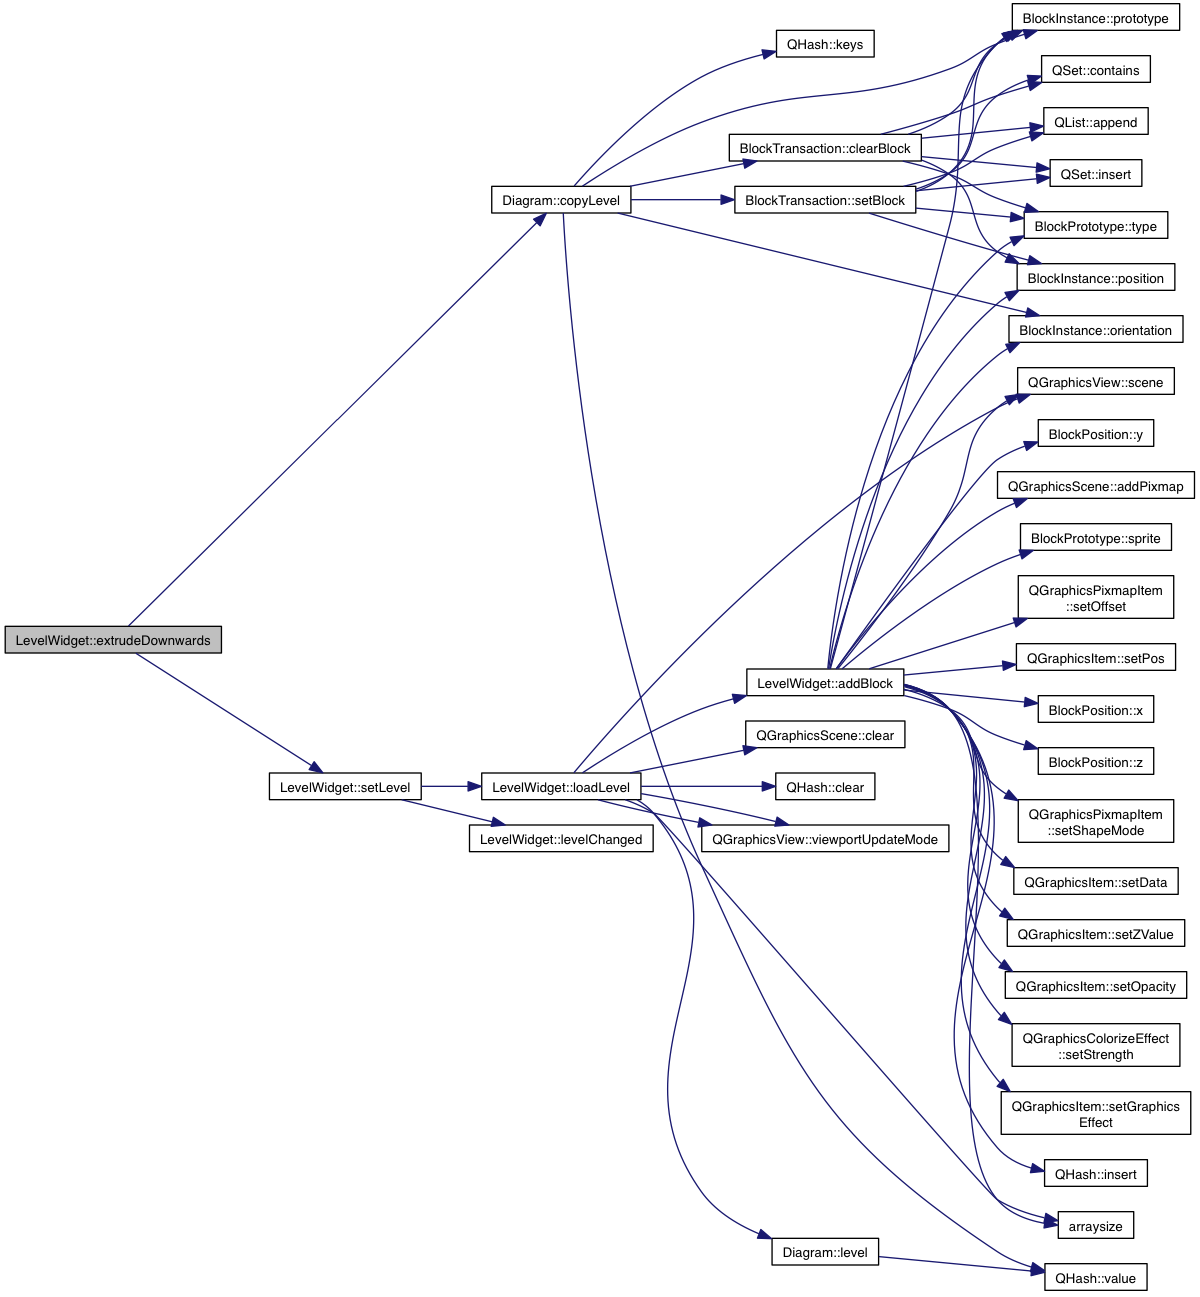 BlockInstance::prototype
QHash::keys
QSet::contains
QList::append
BlockTransaction::clearBlock
QSet::insert
Diagram::copyLevel
BlockTransaction::setBlock
BlockPrototype::type
BlockInstance::position
BlockInstance::orientation
QGraphicsView::scene
BlockPosition::y
QGraphicsScene::addPixmap
BlockPrototype::sprite
QGraphicsPixmapItem
::setOffset
LevelWidget::extrudeDownwards
QGraphicsItem::setPos
LevelWidget::addBlock
BlockPosition::x
QGraphicsScene::clear
BlockPosition::z
LevelWidget::setLevel
LevelWidget::loadLevel
QHash::clear
QGraphicsPixmapItem
::setShapeMode
LevelWidget::levelChanged
QGraphicsView::viewportUpdateMode
QGraphicsItem::setData
QGraphicsItem::setZValue
QGraphicsItem::setOpacity
QGraphicsColorizeEffect
::setStrength
QGraphicsItem::setGraphics
Effect
QHash::insert
arraysize
Diagram::level
QHash::value